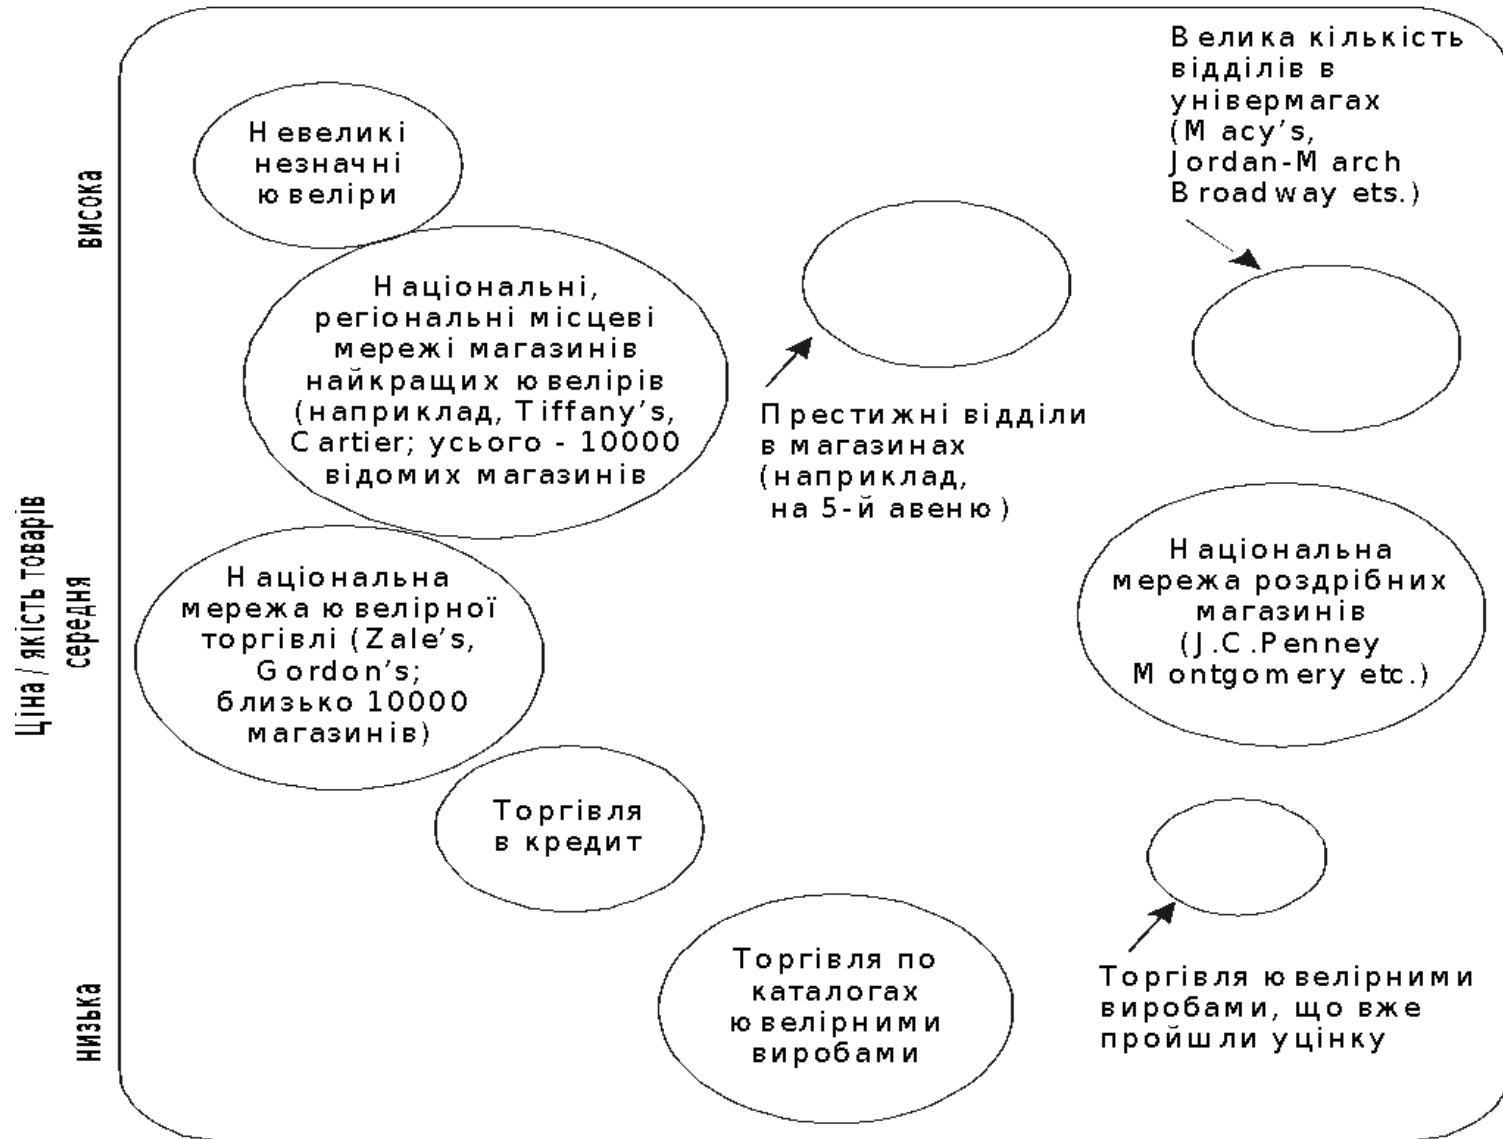 Ціна / якість товарів
висока
середня
низька
Невеликі
незначні
ювеліри
Національні,
регіональні місцеві
мережі магазинів
найкращих ювелірів
(наприклад, Tiffany’s,
Cartier; усього - 10000
відомих магазинів
Престижні відділи
в магазинах
(наприклад,
на 5-й авеню)
Велика кількість
відділів в
універмагах
(Macy’s,
Jordan-March
Broadway ets.)
Національна
мережа ювелірної
торгівлі (Zale’s,
Gordon’s;
близько 10000
магазинів)
Національна
мережа роздрібних
магазинів
(J.C.Penney
Montgomery etc.)
Торгівля
в кредит
Торгівля по
каталогах
ювелірними
виробами
Торгівля ювелірними
виробами, що вже
пройшли уцінку